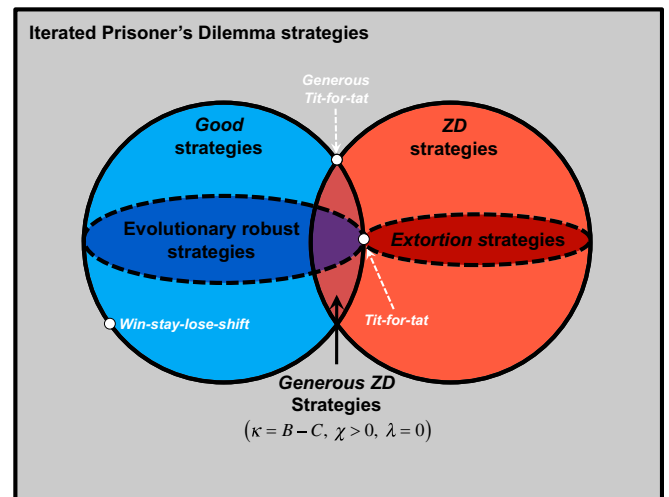 Iterated Prisoner's Dilemma strategies
Generous
Tit-for-tat
Good
strategies
ZD
strategies
Evolutionary robust
strategies
Extortion strategies
Win-stay-lose-shift
Tit-for-tat
Generous ZD
Strategies
(κ = B – C, χ > 0, λ = 0)